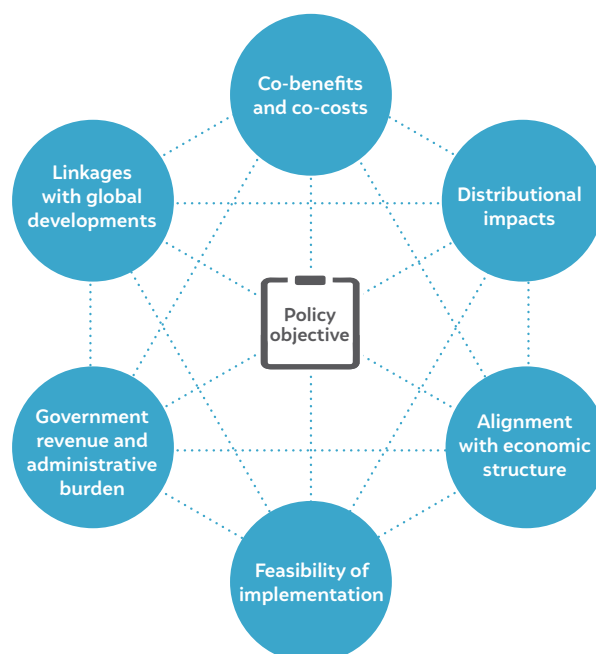 Co-benefits
and co-costs
Linkages
with global
developments
Distributional
impacts
Policy
objective
Government
revenue and
administrative
burden
Alignment
with economic
structure
Feasibility of
implementation